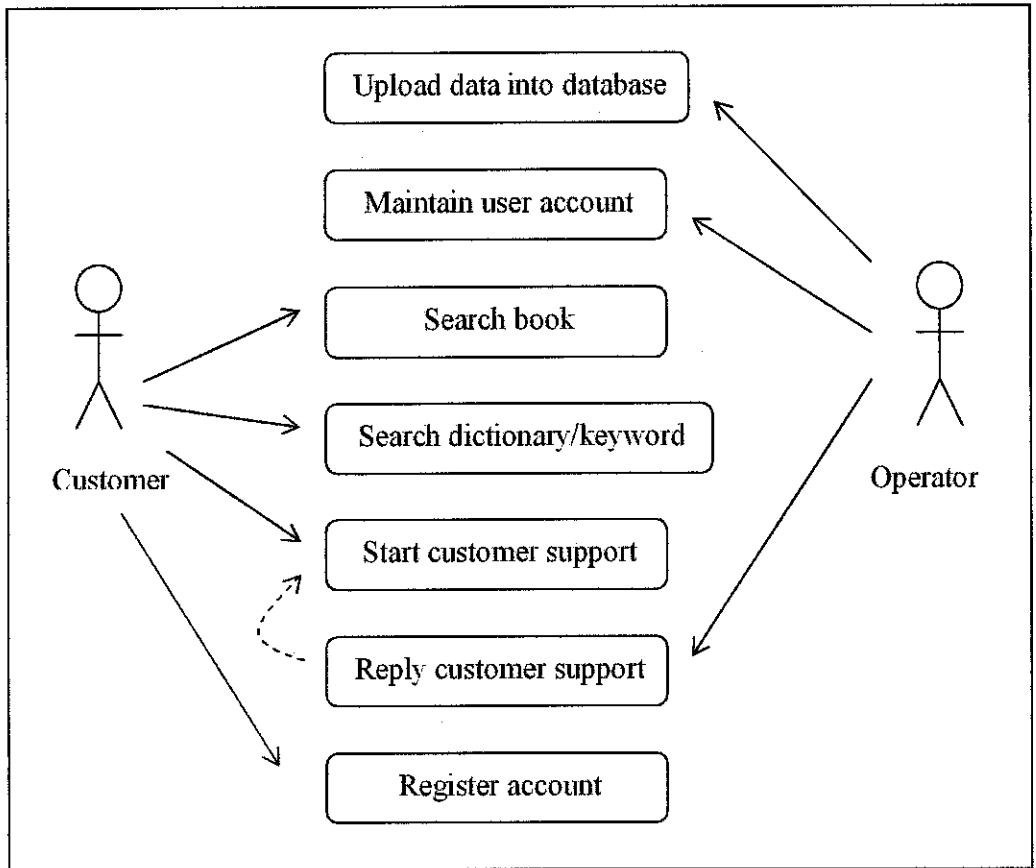 Upload data into database
Maintain user account
Search book
Search dictionary/keyword
Customer
Operator
Start customer support
Reply customer support
Register account